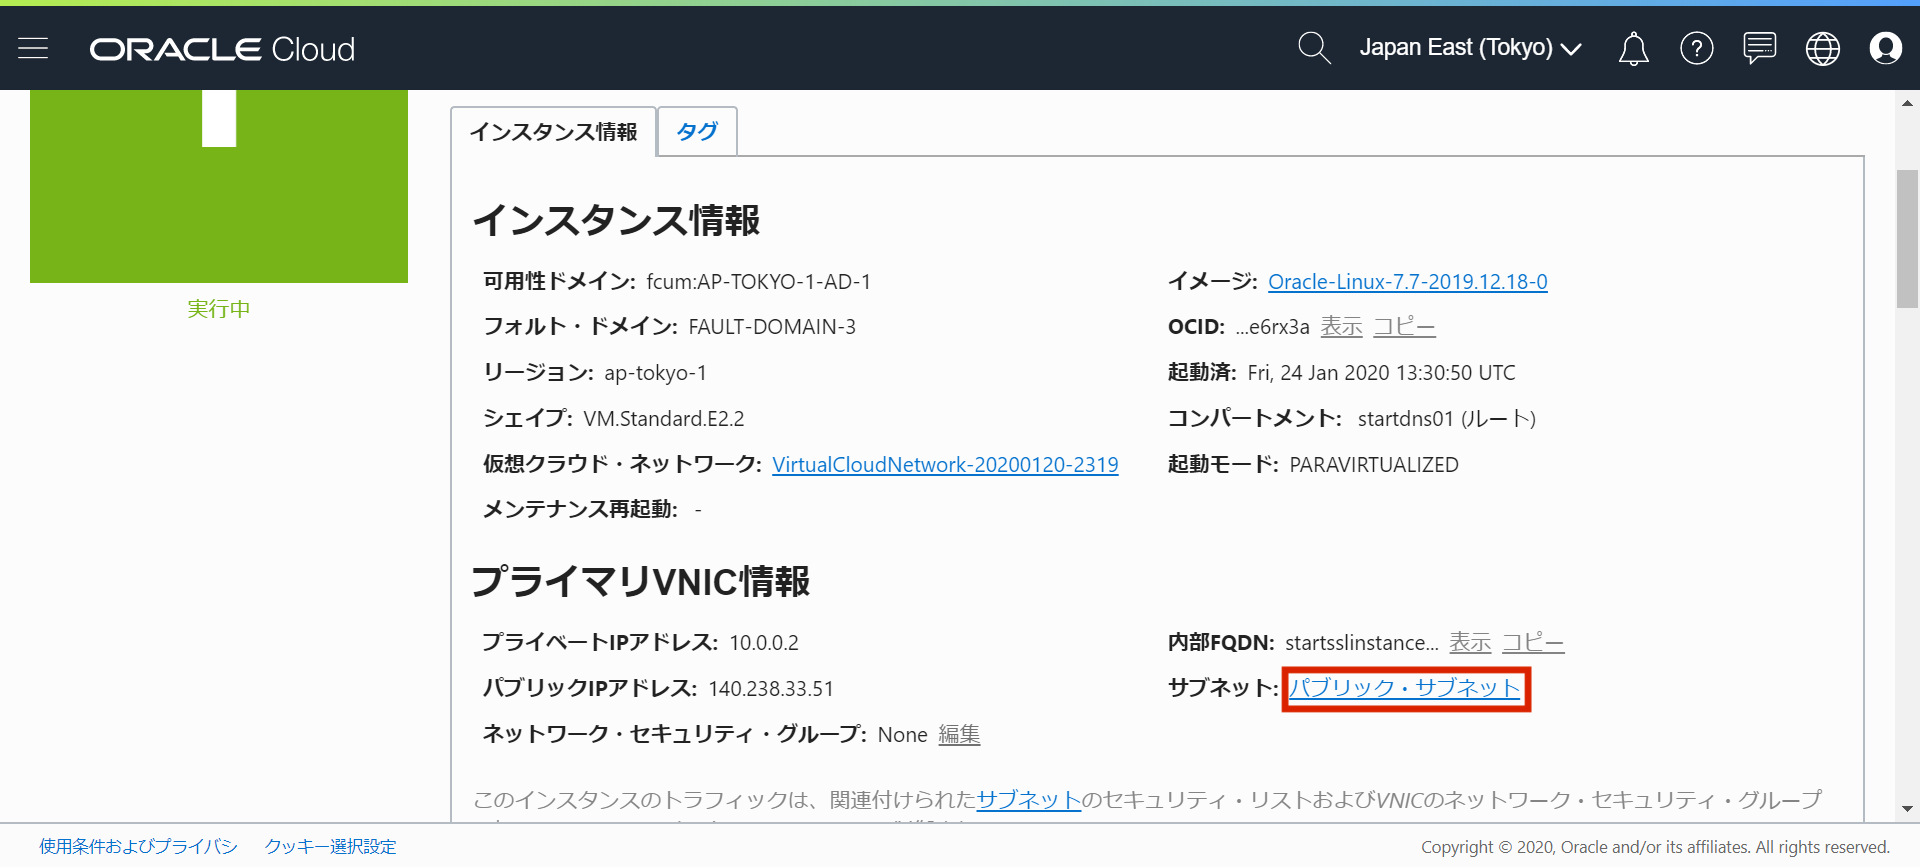 ORACLE Cloud
Japan East (Tokyo)
インスタンス情報
タグ
実行中
インスタンス情報
可用性ドメイン: fcum:AP-TOKYO-1-AD-1
フォルト・ドメイン: FAULT-DOMAIN-3
リージョン: ap-tokyo-1
シェイプ: VM.Standard.E2.2
仮想クラウド・ネットワーク: VirtualCloudNetwork-20200120-2319
メンテナンス再起動: -
イメージ: Oracle-Linux-7.7-2019.12.18-0
OCID: ...e6rx3a 表示 コピー
起動済: Fri, 24 Jan 2020 13:30:50 UTC
コンパートメント: startdns01 (ルート)
起動モード: PARAVIRTUALIZED
プライマリVNIC情報
プライベートIPアドレス: 10.0.0.2
パブリックIPアドレス: 140.238.33.51
ネットワーク・セキュリティ・グループ: None 編集
内部FQDN: startsslinstance... 表示 コピー
サブネット: パブリック・サブネット
このインスタンスのトラフィックは、関連付けられたサブネットのセキュリティ・リストおよびVNICのネットワーク・セキュリティ・グループ
使用条件およびプライバシ
クッキー選択設定
Copyright © 2020, Oracle and/or its affiliates. All rights reserved.